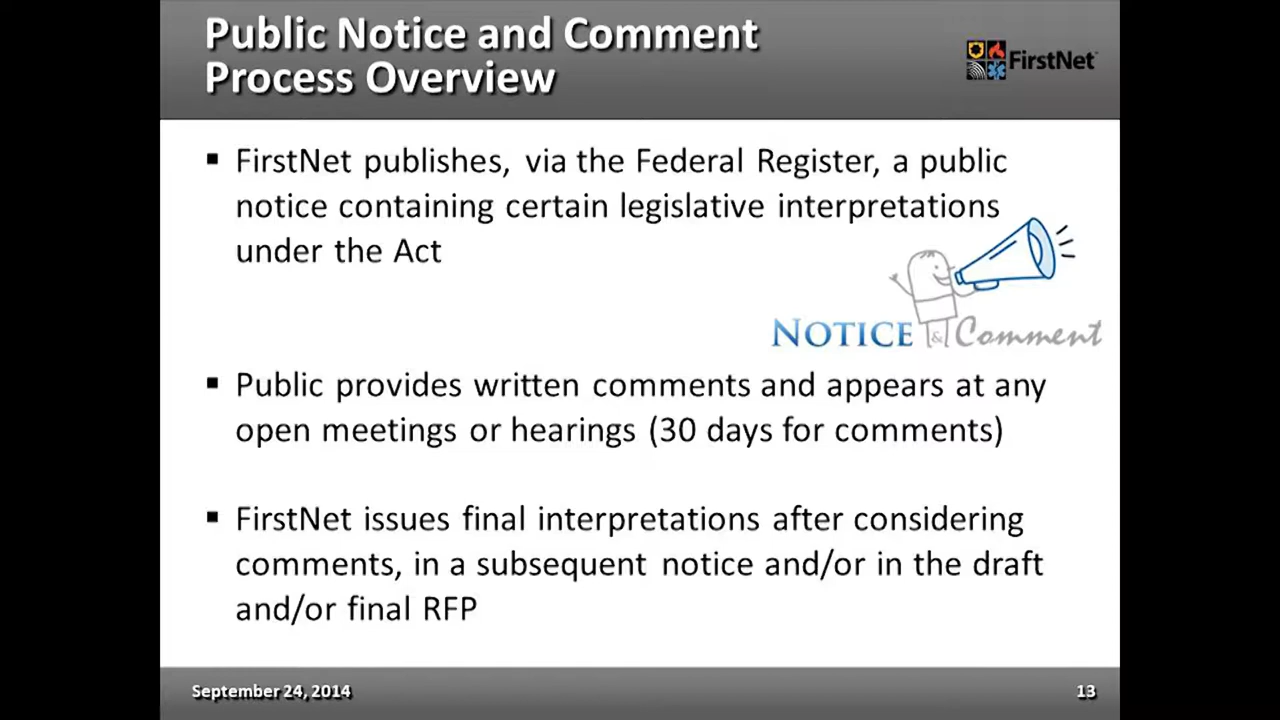 Public Notice and Comment
Process Overview
FirstNet™
▪ FirstNet publishes, via the Federal Register, a public
notice containing certain legislative interpretations
under the Act
NOTICE & Comment
▪ Public provides written comments and appears at any
open meetings or hearings (30 days for comments)
▪ FirstNet issues final interpretations after considering
comments, in a subsequent notice and/or in the draft
and/or final RFP
September 24, 2014
13